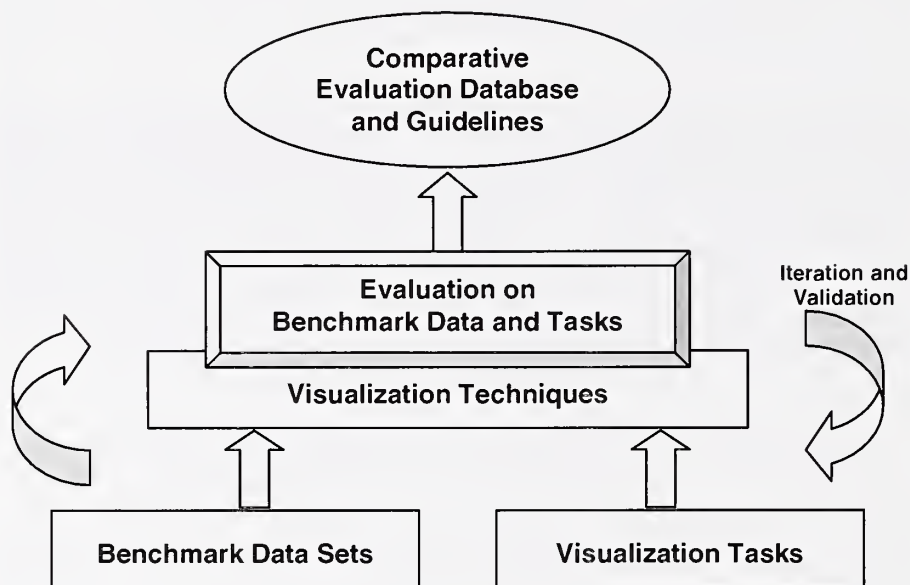 Comparative
Evaluation Database
and Guidelines
Evaluation on
Benchmark Data and Tasks
Iteration and
Validation
Visualization Techniques
Benchmark Data Sets
Visualization Tasks